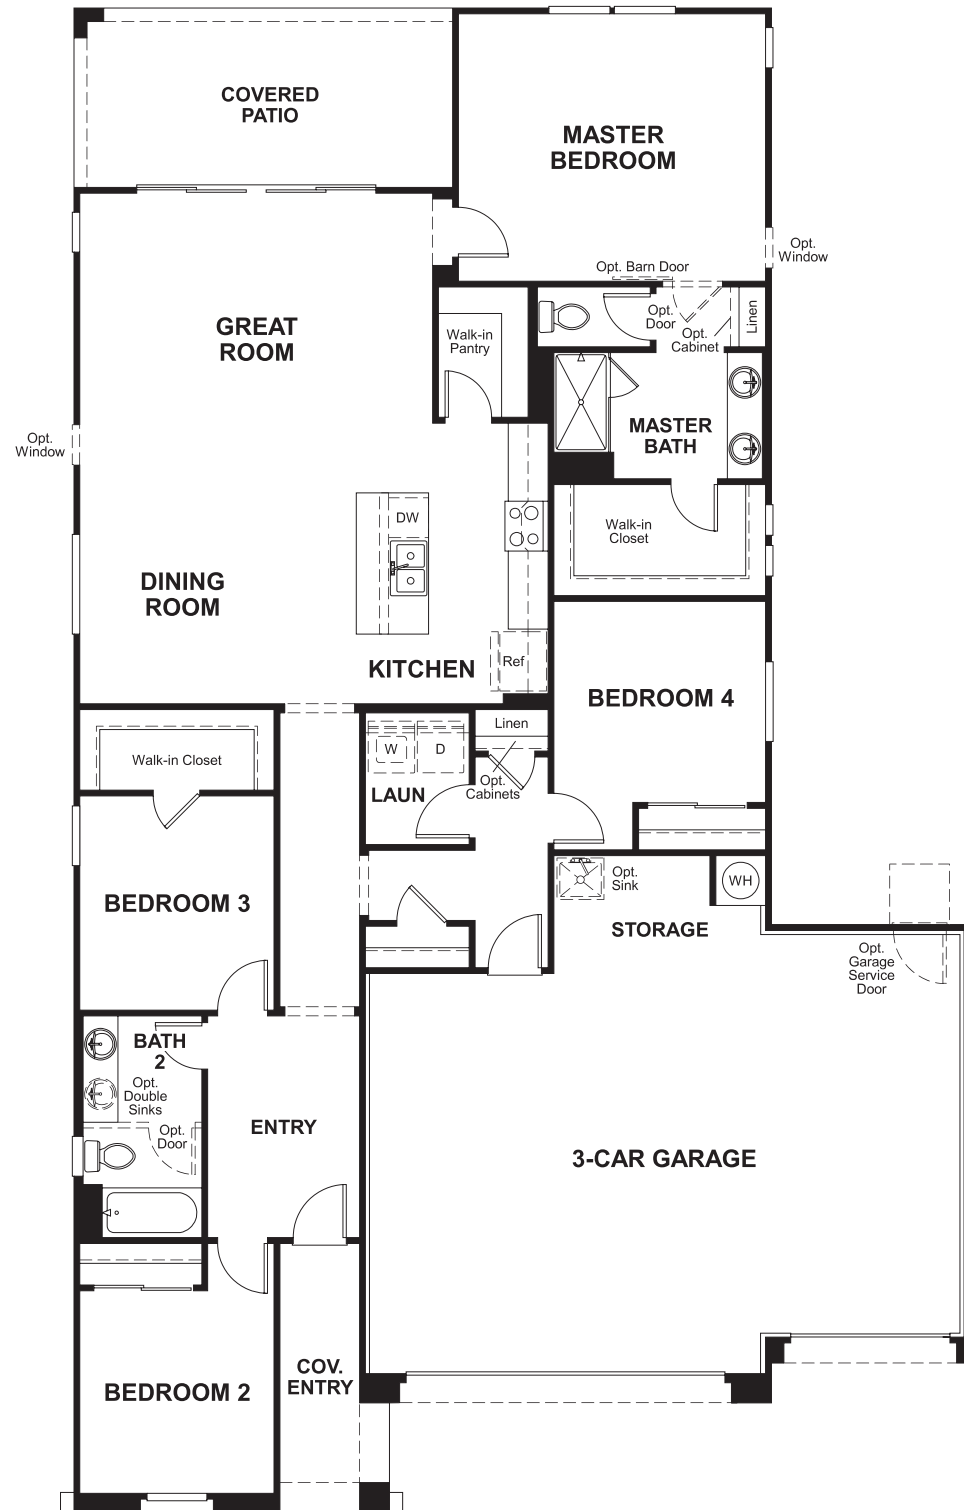 COVERED
PATIO
MASTER
BEDROOM
Opt.
Window
Opt. Barn Door
GREAT
ROOM
Walk-in
Pantry
Opt.
Door
Opt.
Cabinet
Linen
Opt.
Window
MASTER
BATH
DW
Walk-in
Closet
DINING
ROOM
KITCHEN
Ref
BEDROOM 4
Linen
Walk-in Closet
W
D
Opt.
Cabinets
LAUN
BEDROOM 3
Opt.
Sink
WH
STORAGE
Opt.
Garage
Service
Door
BATH
2
Opt.
Double
Sinks
Opt.
Door
ENTRY
3-CAR GARAGE
COV.
ENTRY
BEDROOM 2